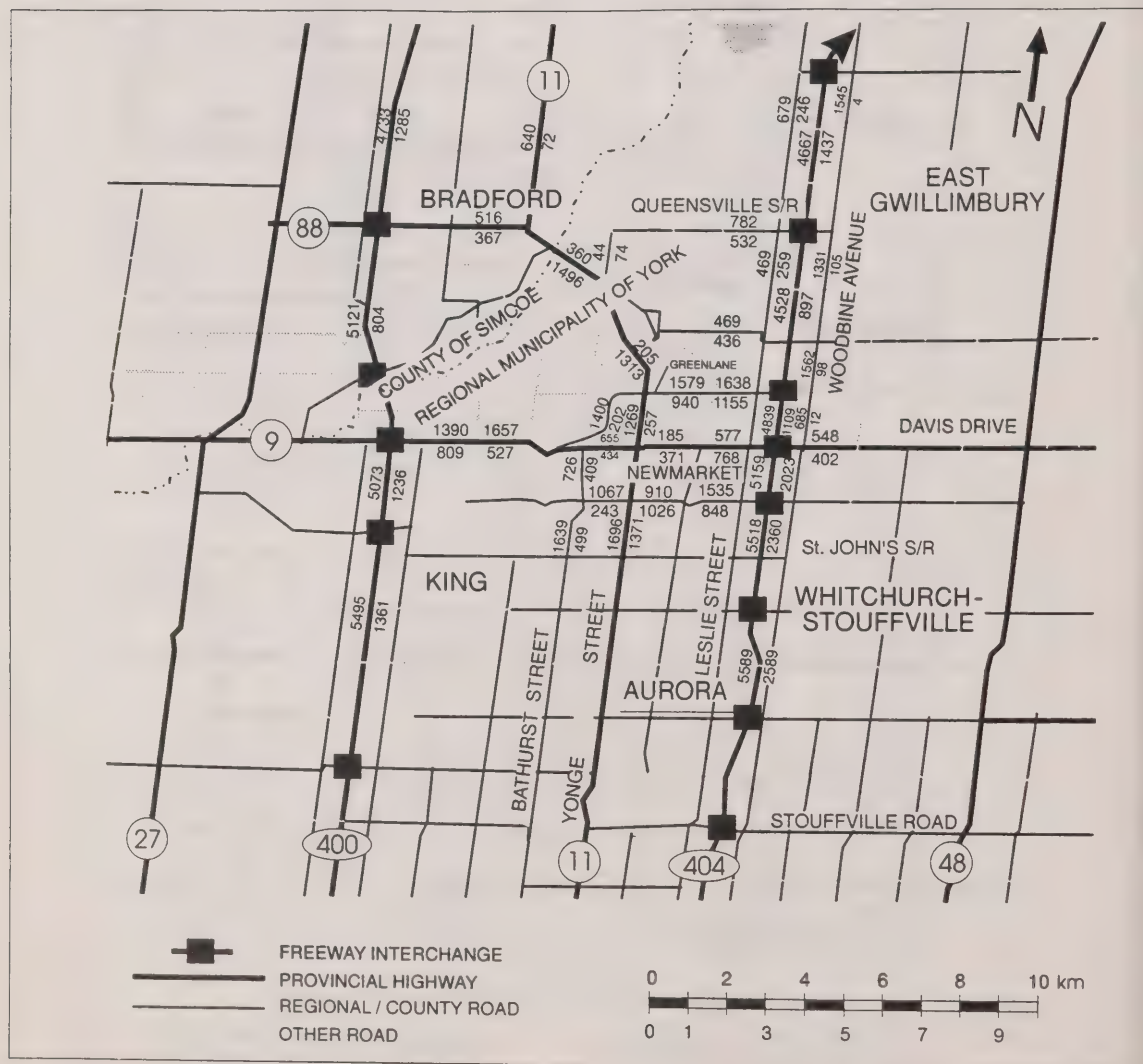 11
4733
1285
640
72
679
246
1545
4
4667
1437
N
BRADFORD
EAST
GWILLIMBURY
88
516
367
QUEENSVILLE S/R
782
532
360
1496
44
74
469
259
1331
105
4528
897
WOODBINE AVENUE
5121
804
COUNTY OF SIMCOE
REGIONAL MUNICIPALITY OF YORK
469
436
205
1313
GREENLANE
1562
98
1579 1638
940 1155
1400
202
1269
257
4839
1109
685
12
9
1390 1657
809 527
655
434
185 577
371 768
548
402
DAVIS DRIVE
726
409
NEWMARKET
5159
2023
5073
1236
1067 910 1535
243 1026 848
1639
499
1696
1371
5518
2360
St. JOHN'S S/R
KING
WHITCHURCH-
STOUFFVILLE
5495
1361
BATHURST STREET
YONGE STREET
LESLIE STREET
5589
2589
AURORA
STOUFFVILLE ROAD
27
400
11
404
48
FREEWAY INTERCHANGE
PROVINCIAL HIGHWAY
REGIONAL / COUNTY ROAD
OTHER ROAD
0 2 4 6 8 10 km
0 1 3 5 7 9